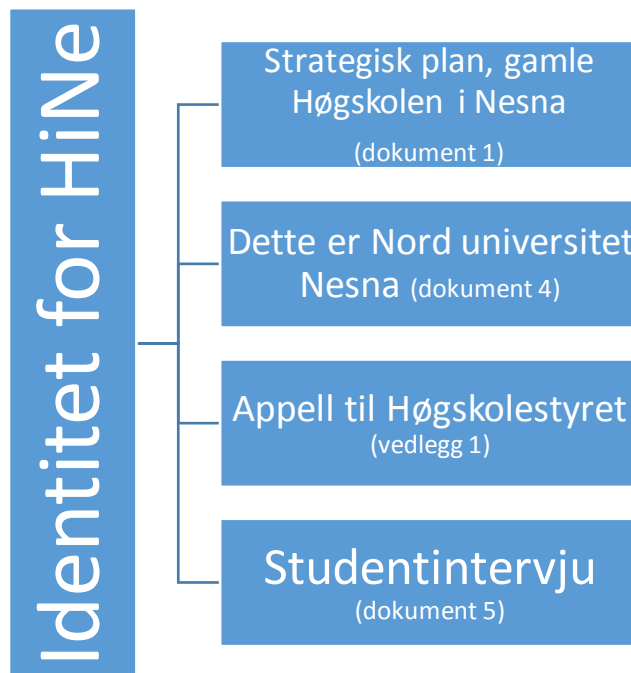 Identitet for HiNe
Strategisk plan, gamle
Høgskolen i Nesna
(dokument 1)
Dette er Nord universitet
Nesna (dokument 4)
Appell til Høgskolestyret
(vedlegg 1)
Studentintervju
(dokument 5)